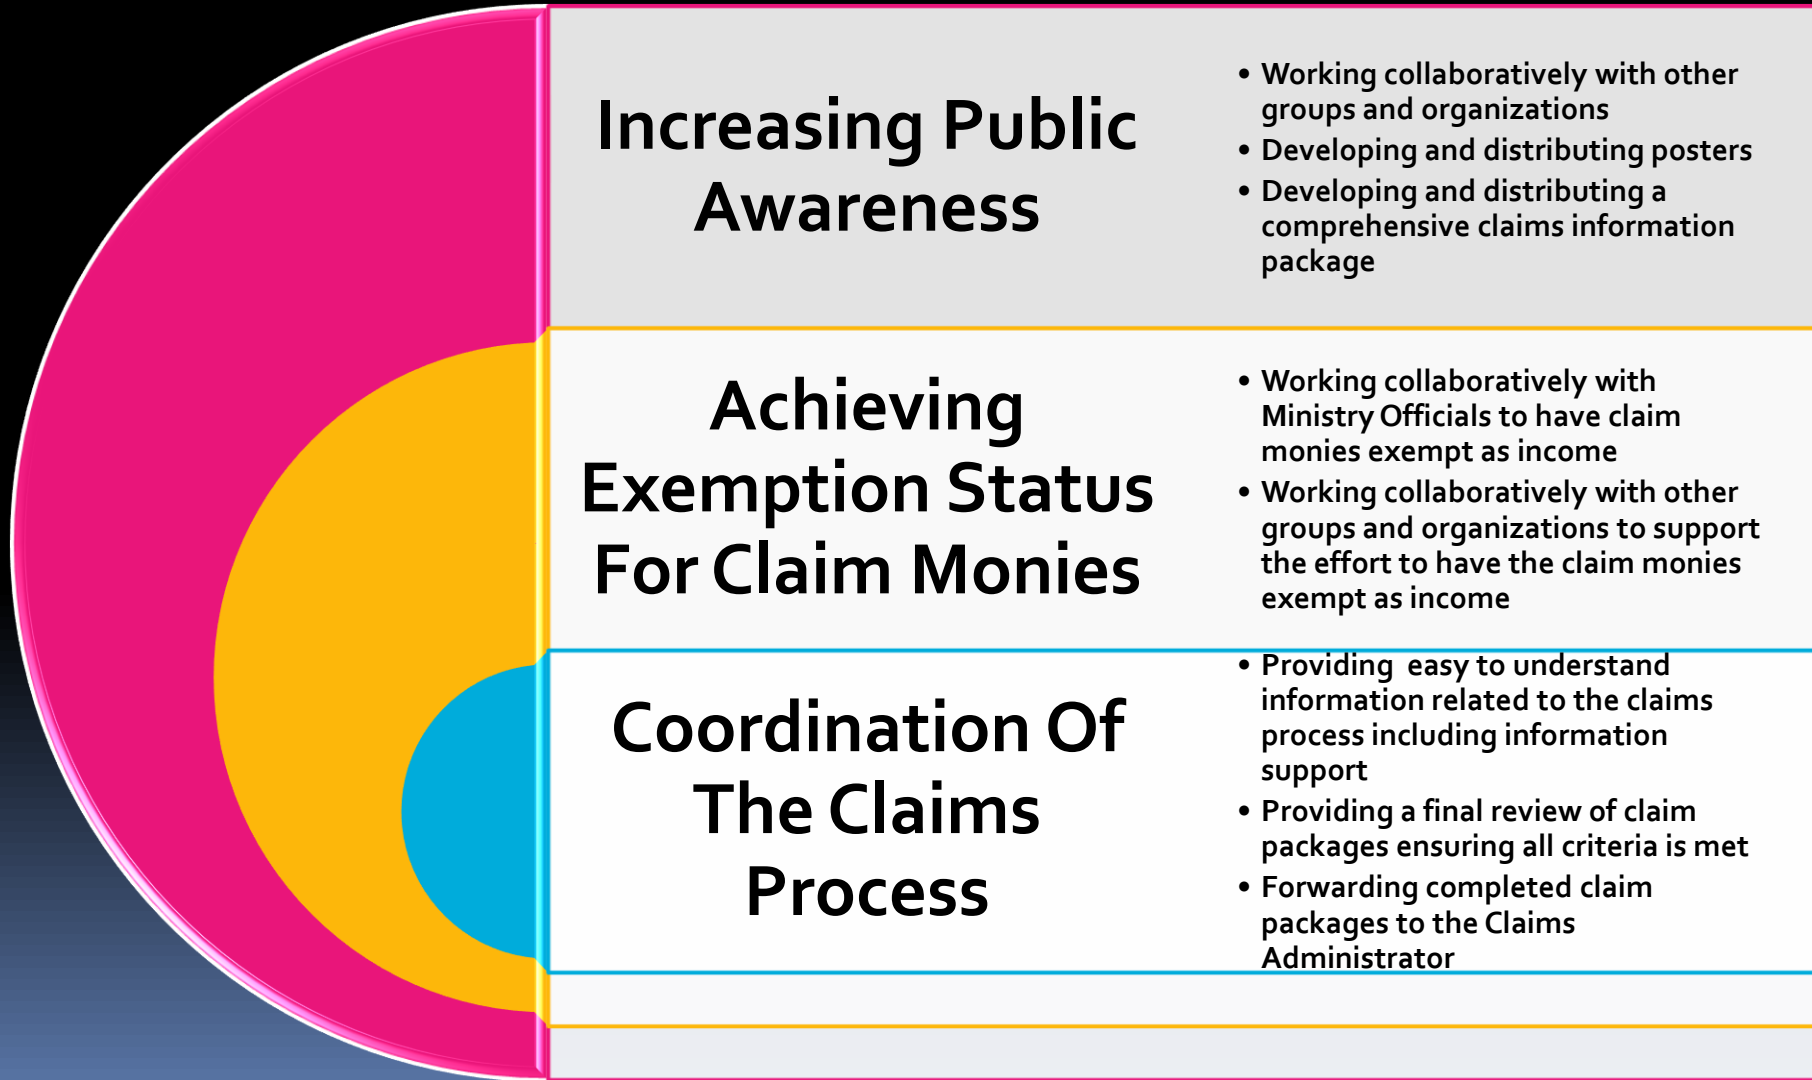 Increasing Public
Awareness
• Working collaboratively with other
groups and organizations
• Developing and distributing posters
• Developing and distributing a
comprehensive claims information
package
Achieving
Exemption Status
For Claim Monies
• Working collaboratively with
Ministry Officials to have claim
monies exempt as income
• Working collaboratively with other
groups and organizations to support
the effort to have the claim monies
exempt as income
Coordination Of
The Claims
Process
• Providing  easy to understand
information related to the claims
process including information
support
• Providing a final review of claim
packages ensuring all criteria is met
• Forwarding completed claim
packages to the Claims
Administrator